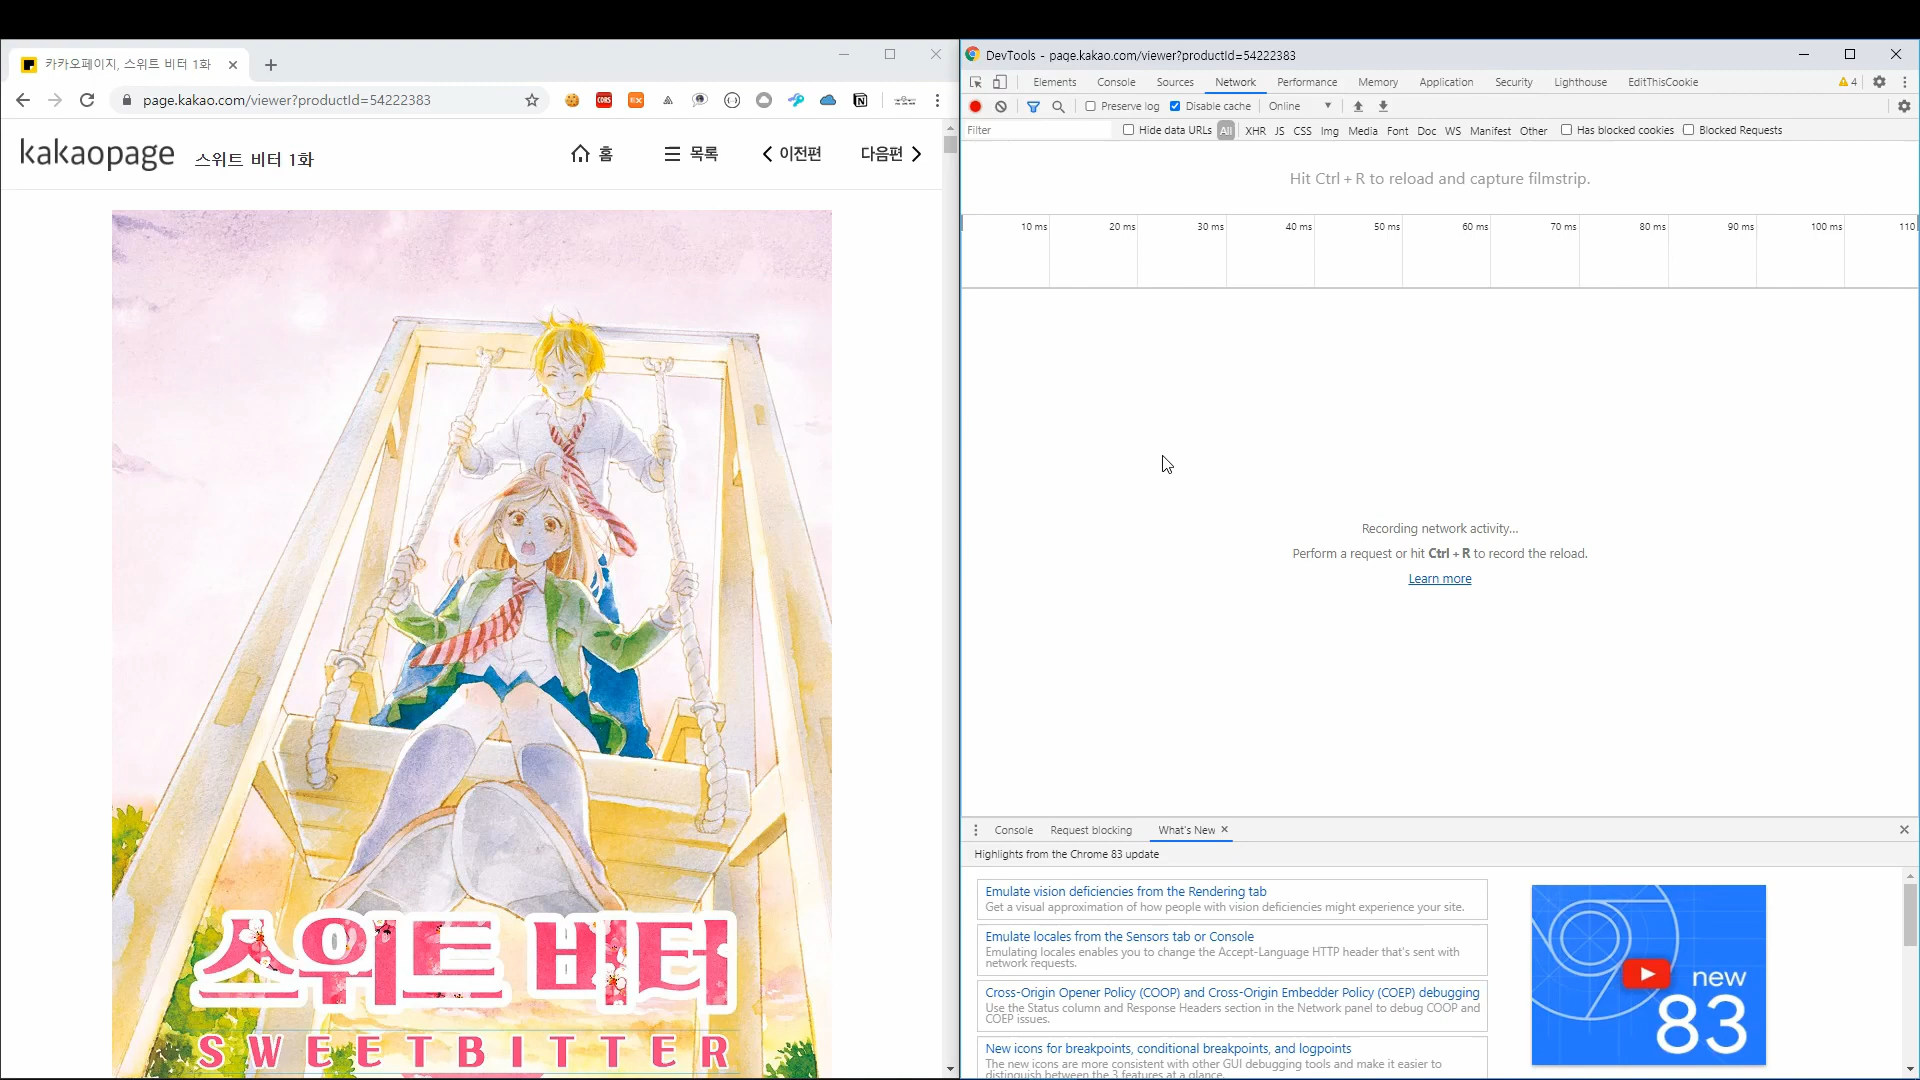 카카오페이지, 스위트 비터 1화
page.kakao.com/viewer?productId=54222383
CORS
kakaopage 스위트 비터 1화
홈
목록
이전편
다음편
스위트 비터
SWEETBITTER
DevTools - page.kakao.com/viewer?productId=54222383
Elements Console Sources Network Performance Memory Application Security Lighthouse EditThisCookie
4
Preserve log Disable cache Online
Filter Hide data URLs All XHR JS CSS Img Media Font Doc WS Manifest Other Has blocked cookies Blocked Requests
Hit Ctrl + R to reload and capture filmstrip.
10 ms 20 ms 30 ms 40 ms 50 ms 60 ms 70 ms 80 ms 90 ms 100 ms 110
Recording network activity...
Perform a request or hit Ctrl + R to record the reload.
Learn more
Console Request blocking What's New
Highlights from the Chrome 83 update
Emulate vision deficiencies from the Rendering tab
Get a visual approximation of how people with vision deficiencies might experience your site.
Emulate locales from the Sensors tab or Console
Emulating locales enables you to change the Accept-Language HTTP header that's sent with
network requests.
Cross-Origin Opener Policy (COOP) and Cross-Origin Embedder Policy (COEP) debugging
Use the Status column and Response Headers section in the Network panel to debug COOP and
COEP issues.
New icons for breakpoints, conditional breakpoints, and logpoints
The new icons are more consistent with other GUI debugging tools and make it easier to
distinguish between the 3 features at a glance.
new
83